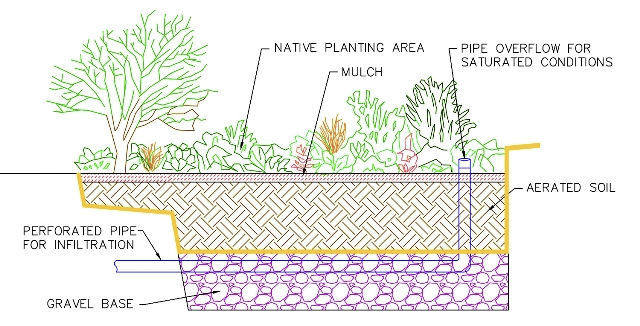 NATIVE PLANTING AREA
MULCH
PIPE OVERFLOW FOR
SATURATED CONDITIONS
AERATED SOIL
PERFORATED PIPE
FOR INFILTRATION
GRAVEL BASE